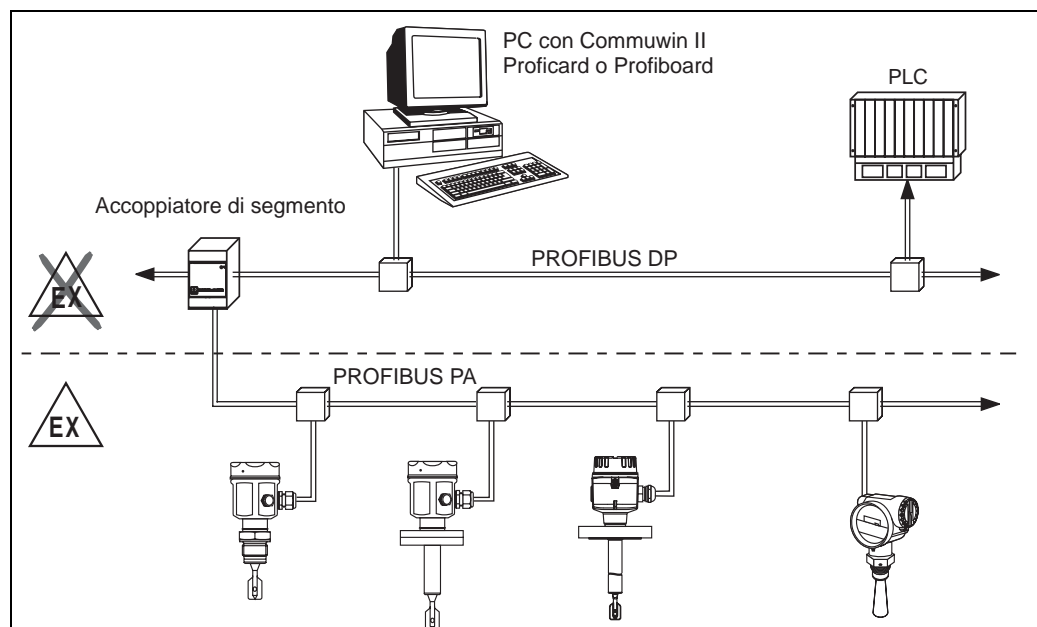 PC con Commuwin II
Proficard o Profiboard
PLC
Accoppiatore di segmento
PROFIBUS DP
EX
PROFIBUS PA
EX